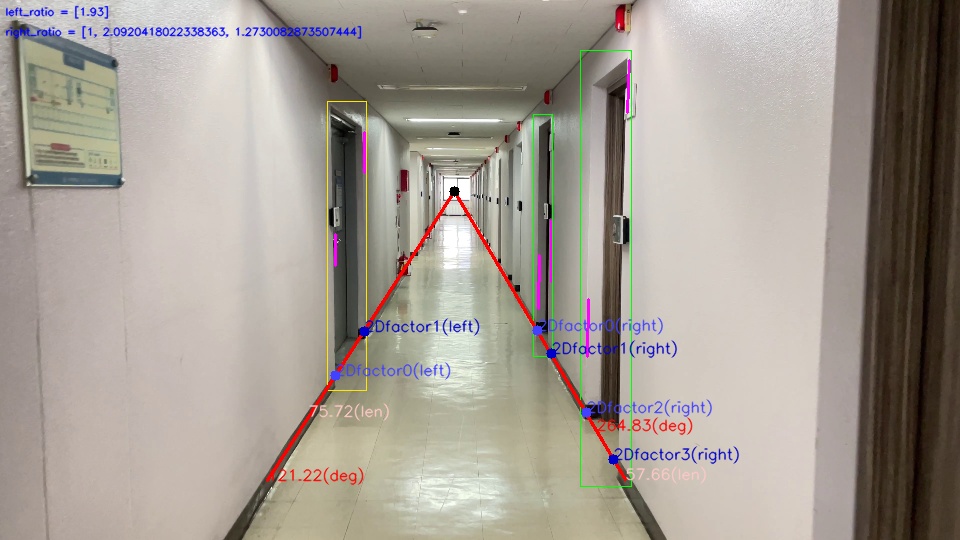 left_ratio = [1.93]
right_ratio = [1, 2.0920418022338363, 1.2730082873507444]
2Dfactor1(left)
2Dfactor0(right)
2Dfactor1(right)
2Dfactor0(left)
75.72(len)
2Dfactor2(right)
264.83(deg)
2Dfactor3(right)
21.22(deg)
57.66(len)